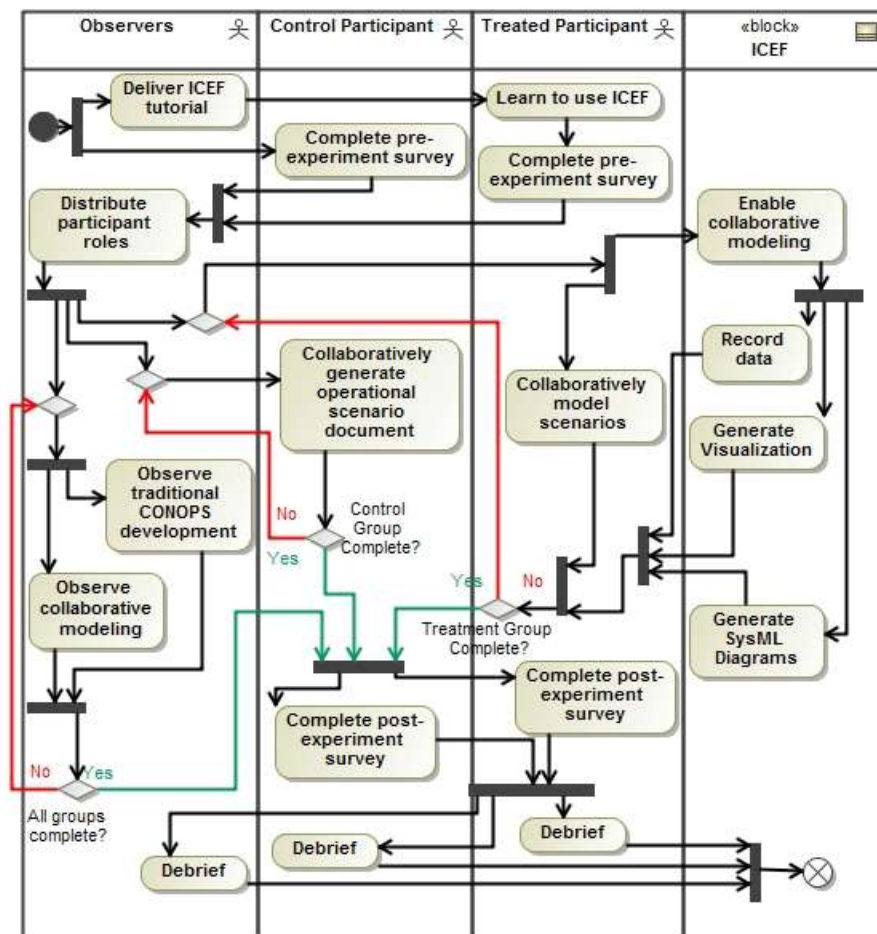 Observers
Control Participant
Treated Participant
«block»
ICEF
Deliver ICEF
tutorial
Learn to use ICEF
Complete pre-
experiment survey
Complete pre-
experiment survey
Distribute
participant
roles
Enable
collaborative
modeling
Record
data
Collaboratively
generate
operational
scenario
document
Collaboratively
model
scenarios
Generate
Visualization
Observe
traditional
CONOPS
development
No
Control
Group
Complete?
Yes
Observe
collaborative
modeling
Yes
No
Treatment Group
Complete?
Generate
SysML
Diagrams
Complete post-
experiment
survey
Complete post-
experiment
survey
No
Yes
All groups
complete?
Debrief
Debrief
Debrief